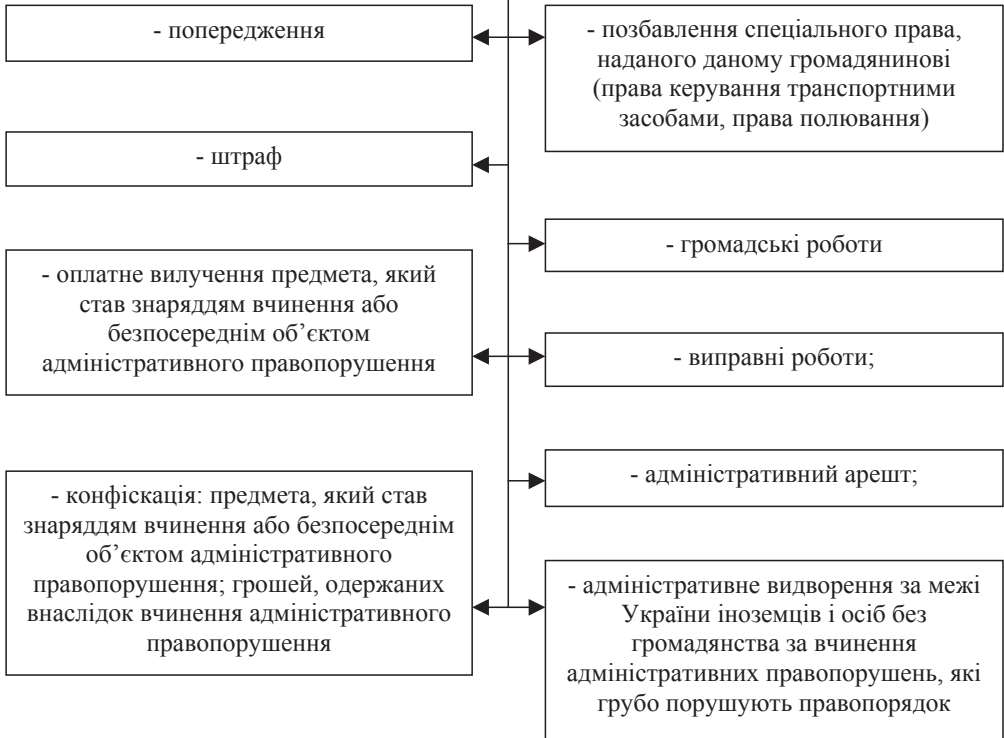 - попередження
- штраф
- оплатне вилучення предмета, який
став знаряддям вчинення або
безпосереднім об’єктом
адміністративного правопорушення
- конфіскація: предмета, який став
знаряддям вчинення або безпосереднім
об’єктом адміністративного
правопорушення; грошей, одержаних
внаслідок вчинення адміністративного
правопорушення
- позбавлення спеціального права,
наданого даному громадянинові
(права керування транспортними
засобами, права полювання)
- громадські роботи
- виправні роботи;
- адміністративний арешт;
- адміністративне видворення за межі
України іноземців і осіб без
громадянства за вчинення
адміністративних правопорушень, які
грубо порушують правопорядок